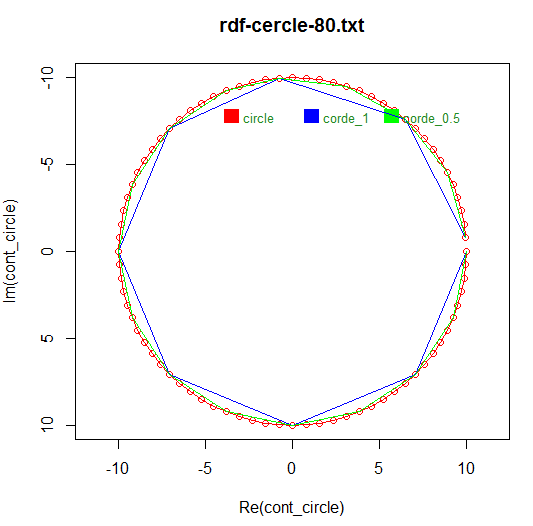 rdf-cercle-80.txt
circle corde_1 corde_0.5
Im(cont_circle)
-10
-5
0
5
10
-10 -5 0 5 10
Re(cont_circle)